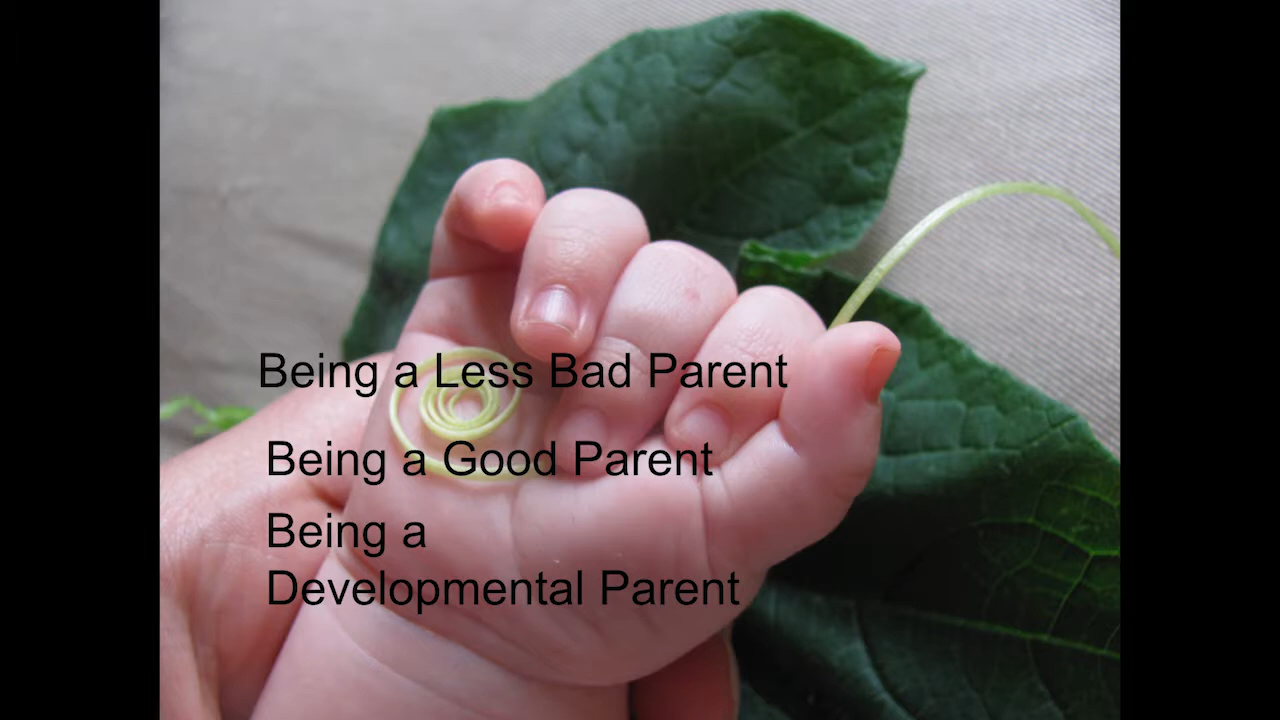 Being a Less Bad Parent
Being a Good Parent
Being a
Developmental Parent